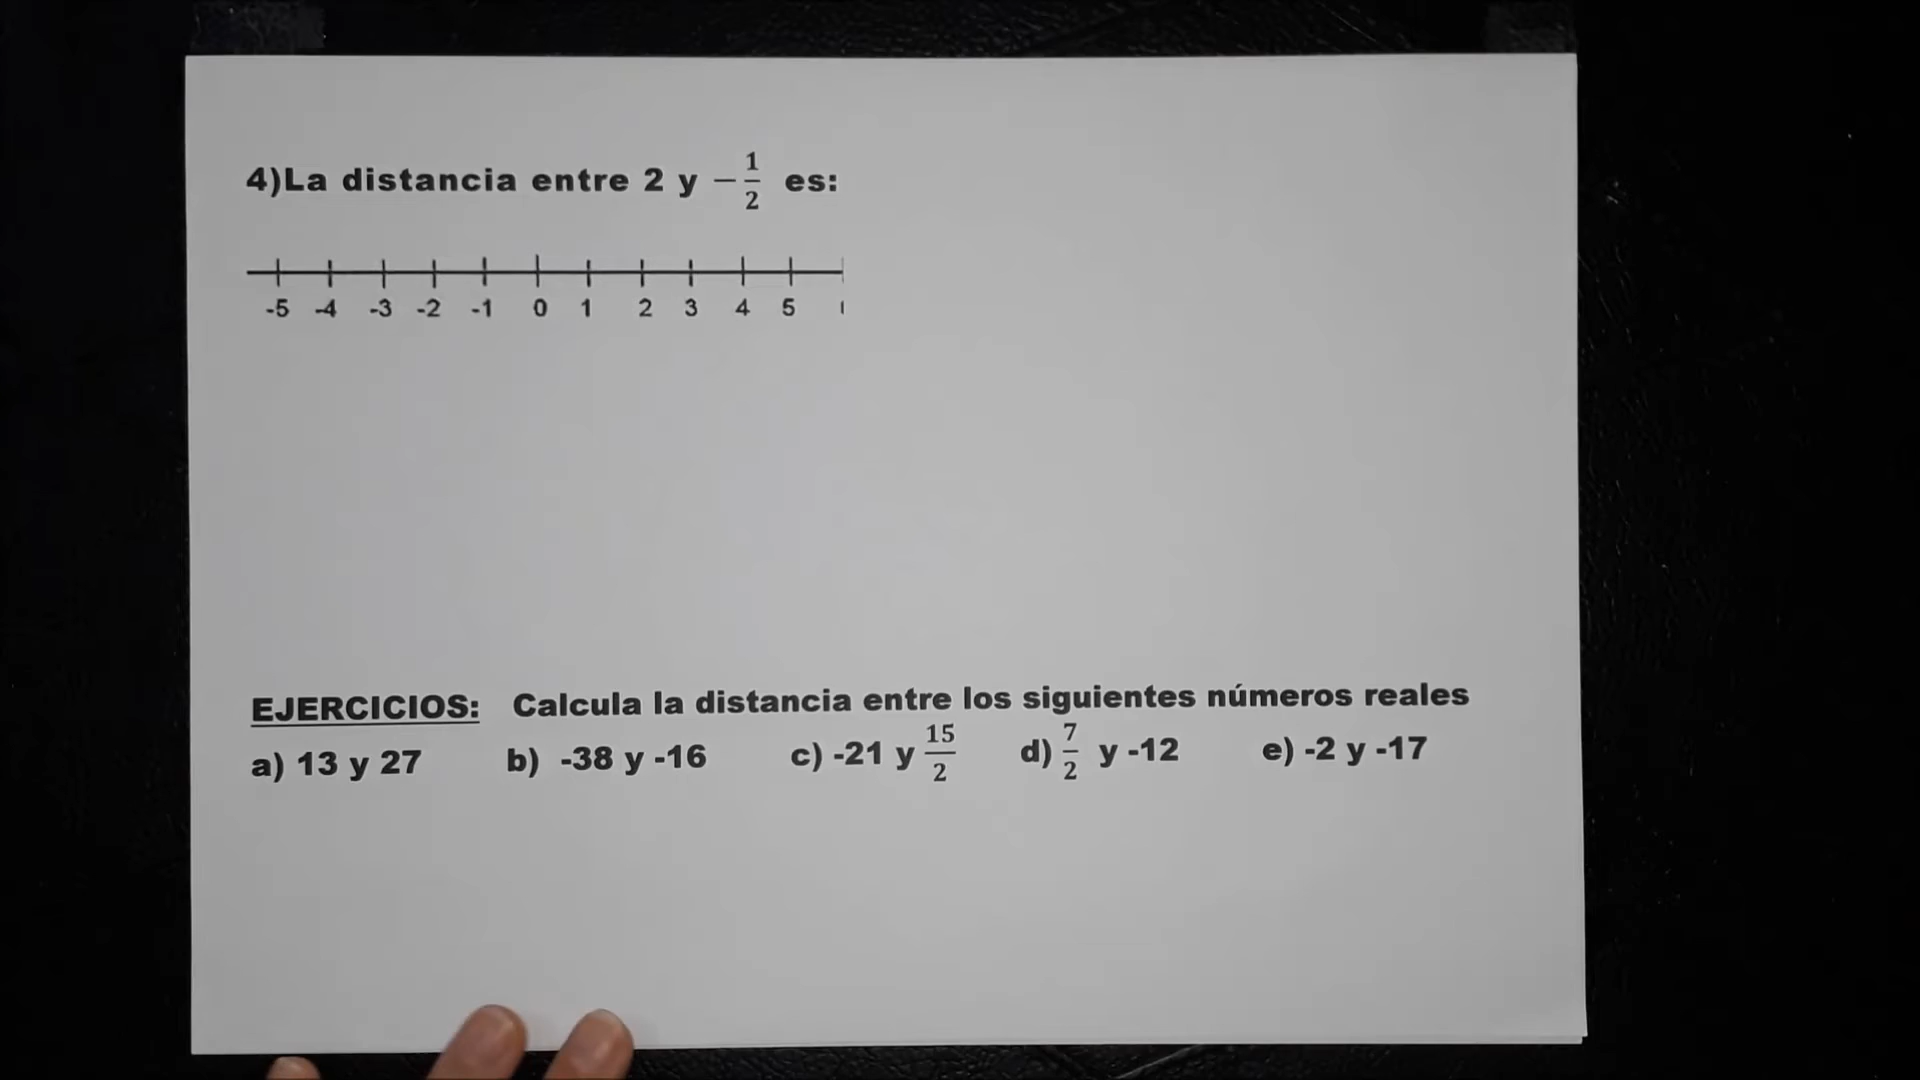 4)La distancia entre 2 y −1/2 es:
-5 -4 -3 -2 -1 0 1 2 3 4 5
EJERCICIOS: Calcula la distancia entre los siguientes números reales
a) 13 y 27 b) -38 y -16 c) -21 y 15/2 d) 7/2 y -12 e) -2 y -17